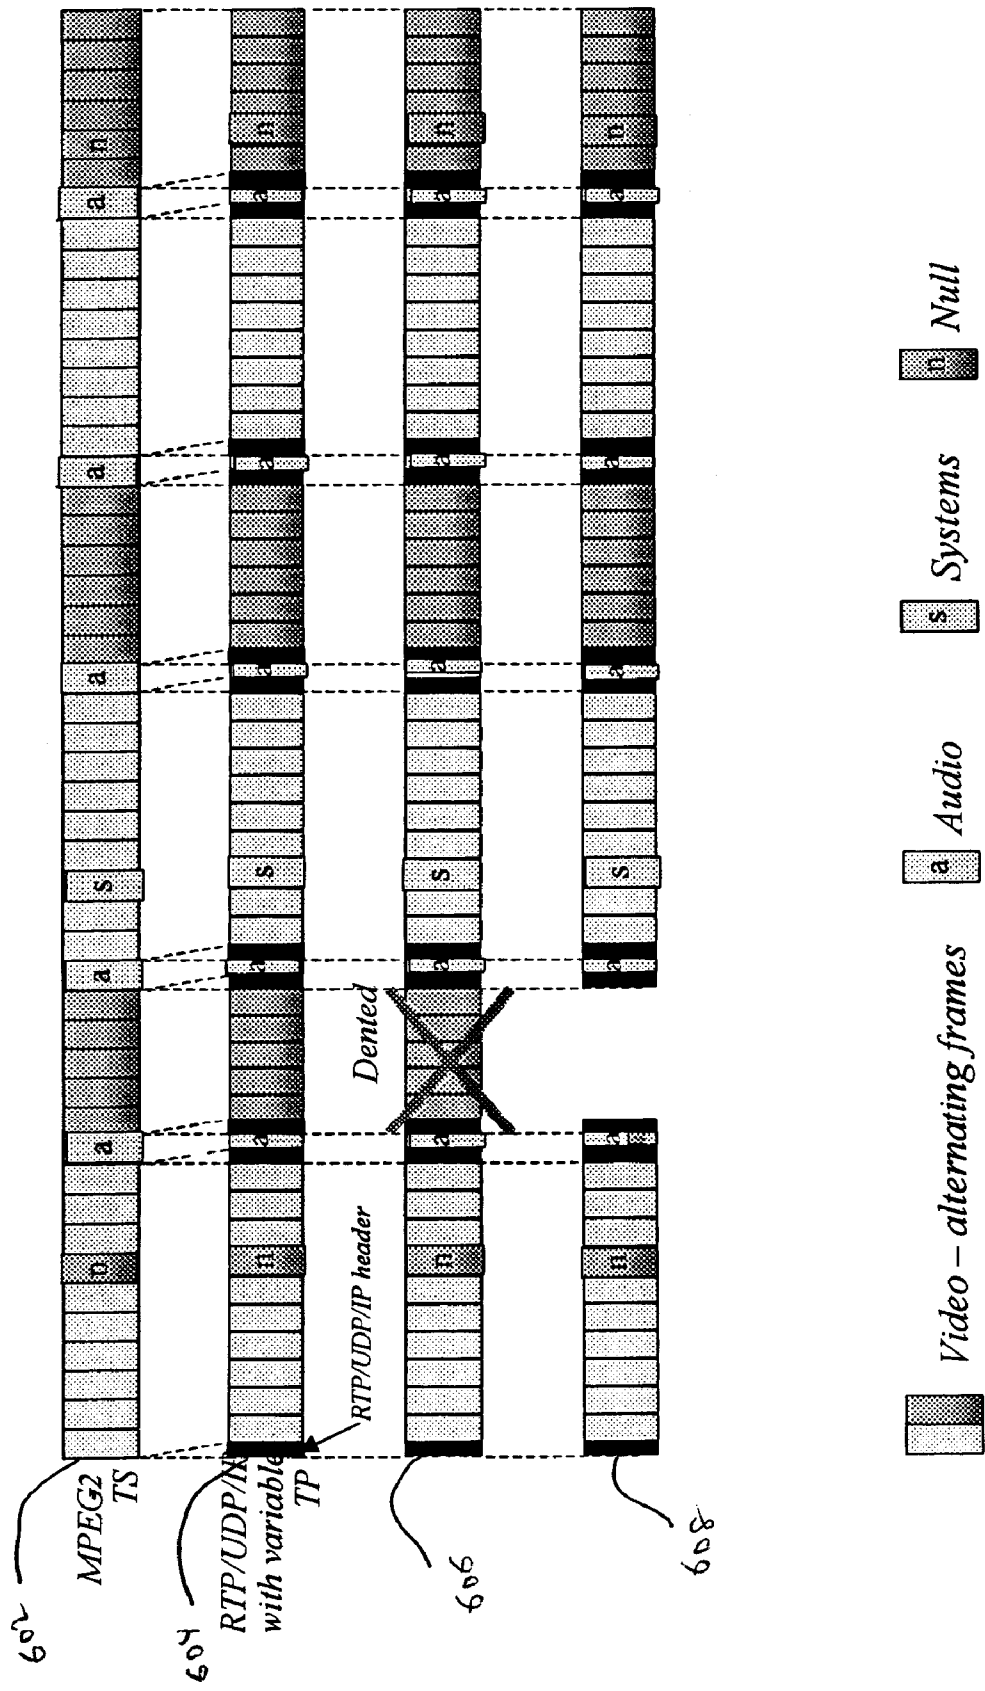 602
MPEG2
TS
a
n
a
a
s
a
a
a
n
604
RTP/UDP/IP
with variable
TP
RTP/UDP/IP header
n
a
a
s
a
a
a
n
606
Dented
n
a
a
s
a
a
a
n
608
n
a
a
s
a
a
a
n
Video – alternating frames
a Audio
s Systems
n Null